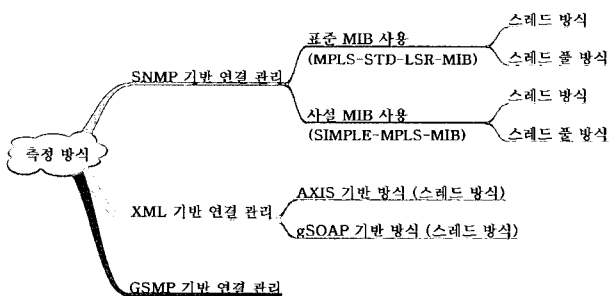 측정 방식
SNMP 기반 연결 관리
표준 MIB 사용
(MPLS-STD-LSR-MIB)
스레드 방식
스레드 풀 방식
사설 MIB 사용
(SIMPLE-MPLS-MIB)
스레드 방식
스레드 풀 방식
XML 기반 연결 관리
AXIS 기반 방식 (스레드 방식)
gSOAP 기반 방식 (스레드 방식)
GSMP 기반 연결 관리